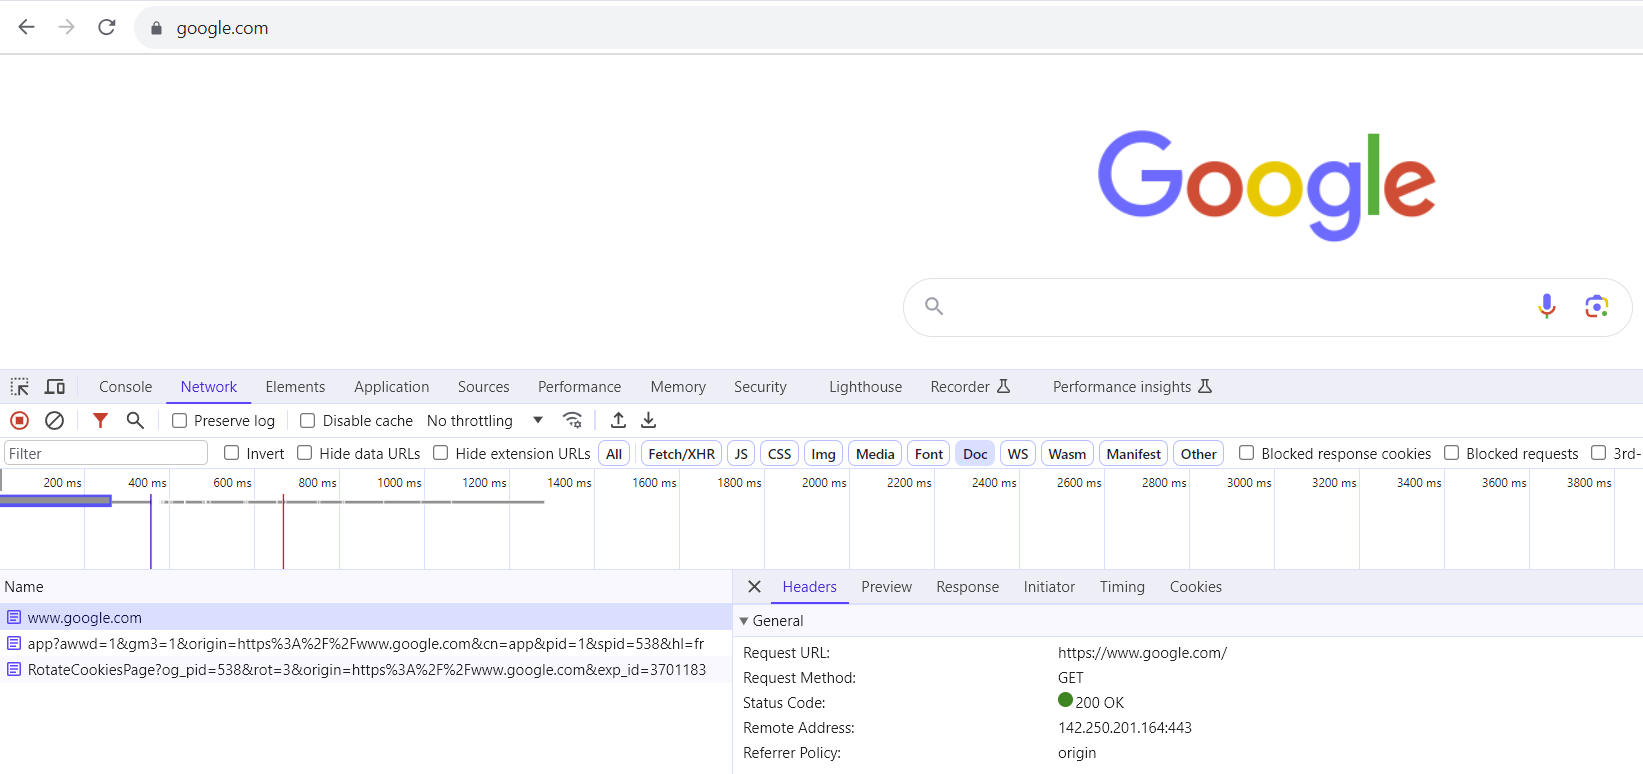 google.com
Google
Console Network Elements Application Sources Performance Memory Security Lighthouse Recorder Performance insights
Preserve log Disable cache No throttling
Filter Invert Hide data URLs Hide extension URLs All Fetch/XHR JS CSS Img Media Font Doc WS Wasm Manifest Other Blocked response cookies Blocked requests 3rd-
200 ms 400 ms 600 ms 800 ms 1000 ms 1200 ms 1400 ms 1600 ms 1800 ms 2000 ms 2200 ms 2400 ms 2600 ms 2800 ms 3000 ms 3200 ms 3400 ms 3600 ms 3800 ms
Name
www.google.com
app?awwd=1&gm3=1&origin=https%3A%2F%2Fwww.google.com&cn=app&pid=1&spid=538&hl=fr
RotateCookiesPage?og_pid=538&rot=3&origin=https%3A%2F%2Fwww.google.com&exp_id=3701183
Headers Preview Response Initiator Timing Cookies
General
Request URL: https://www.google.com/
Request Method: GET
Status Code: 200 OK
Remote Address: 142.250.201.164:443
Referrer Policy: origin